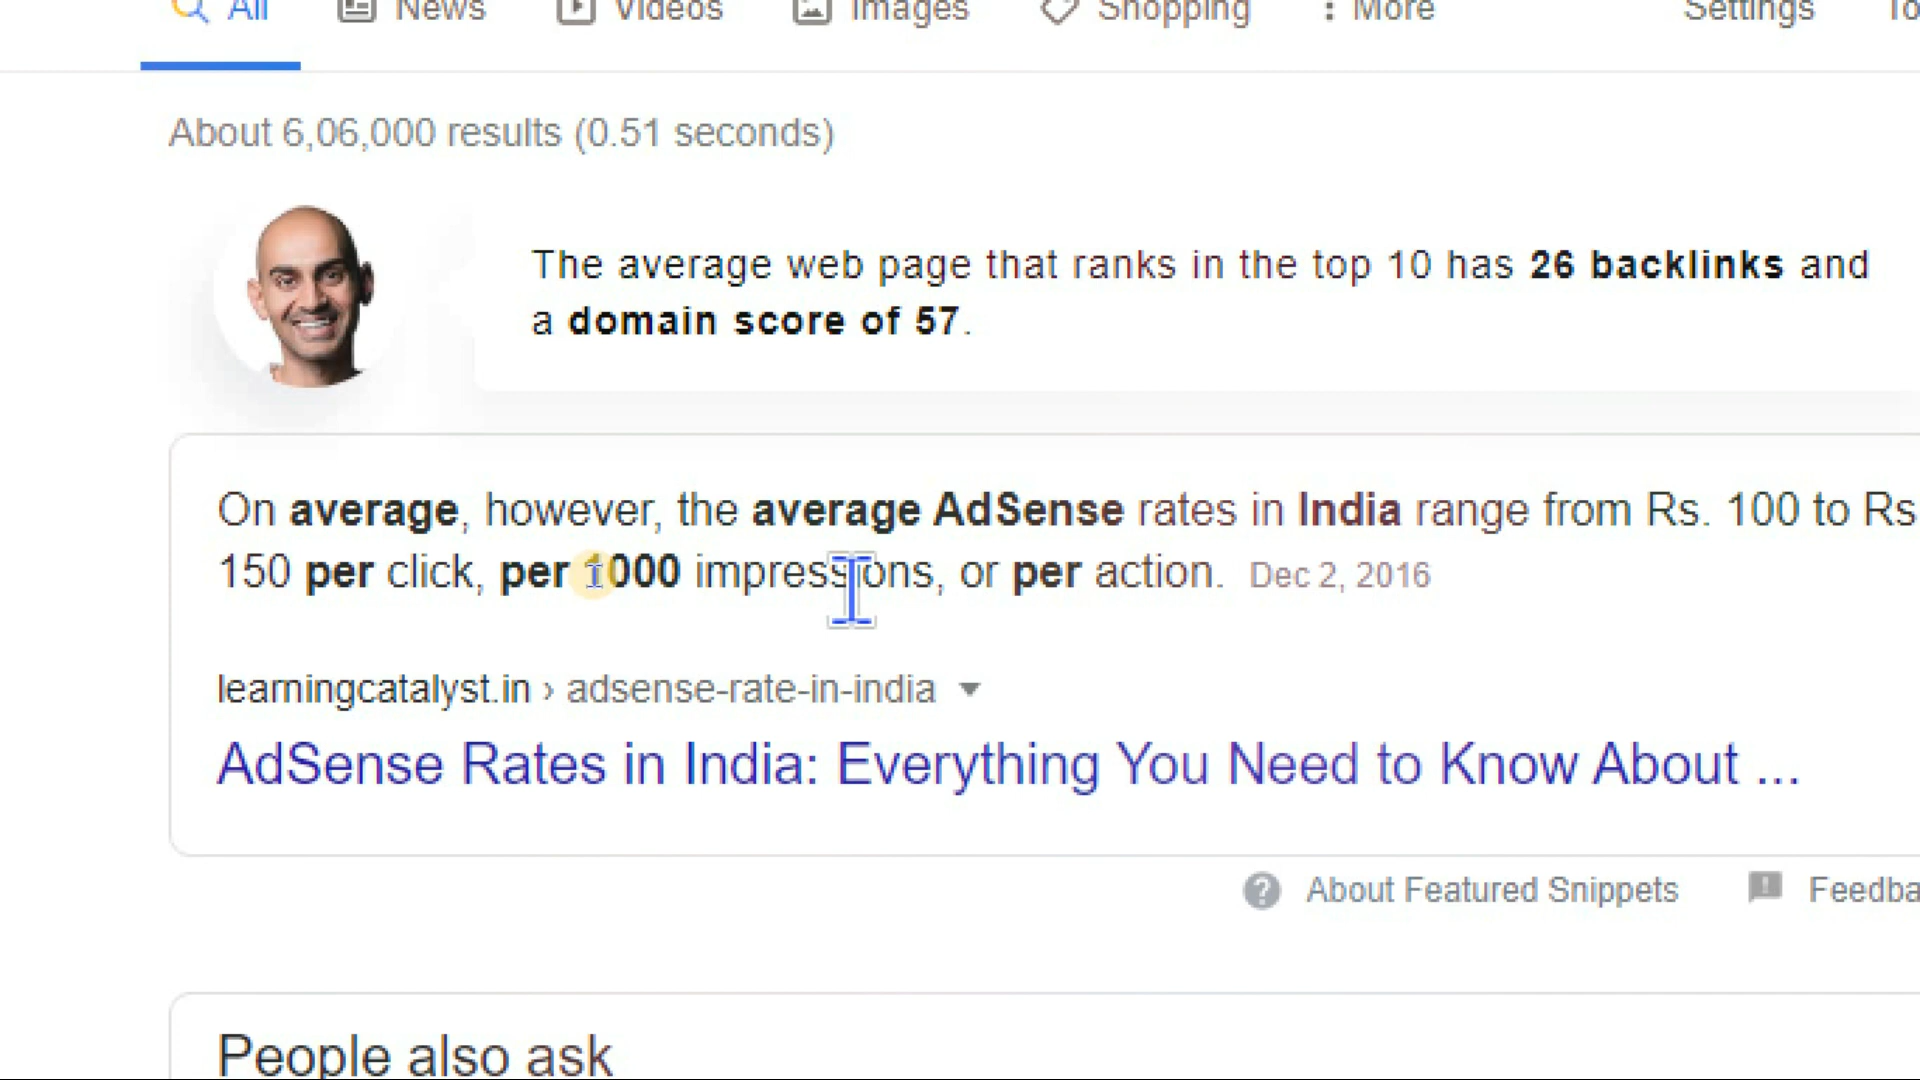 All News Videos Images Shopping More Settings To
About 6,06,000 results (0.51 seconds)
The average web page that ranks in the top 10 has 26 backlinks and
a domain score of 57.
On average, however, the average AdSense rates in India range from Rs. 100 to Rs
150 per click, per 1000 impressions, or per action. Dec 2, 2016
learningcatalyst.in › adsense-rate-in-india
AdSense Rates in India: Everything You Need to Know About ...
About Featured Snippets Feedba
People also ask